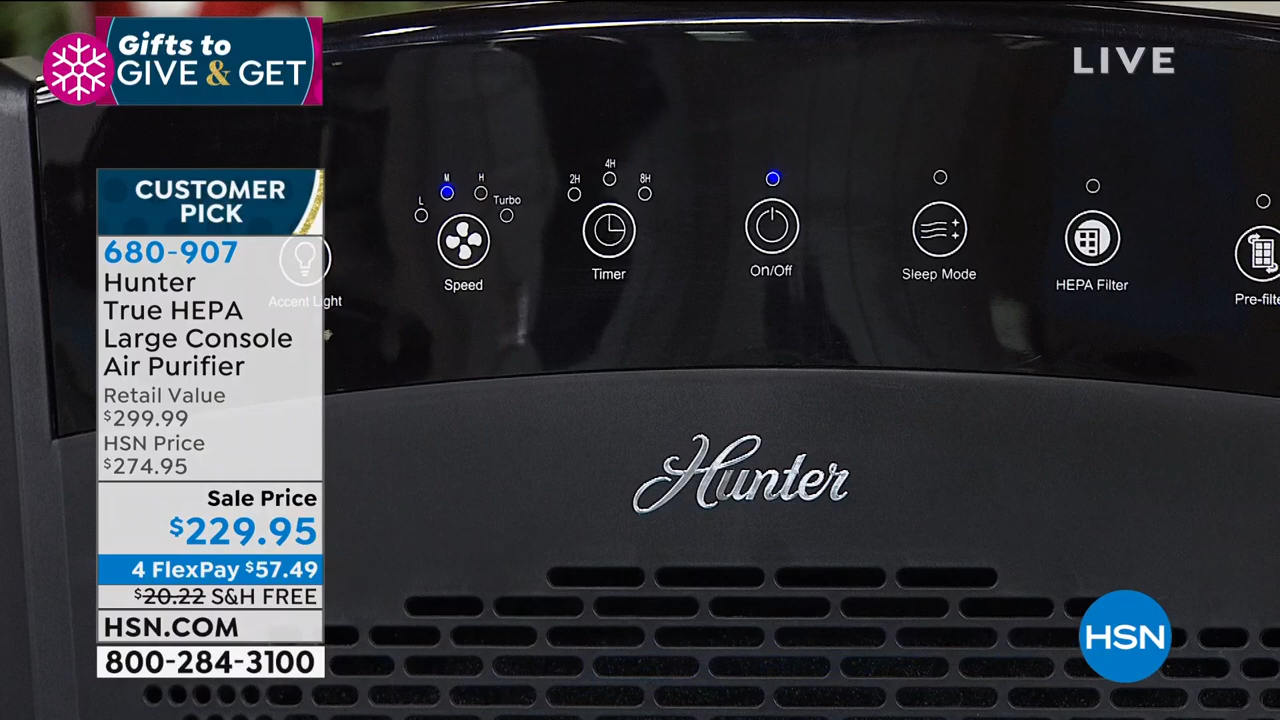 Gifts to
GIVE & GET
LIVE
CUSTOMER
PICK
680-907
Hunter
True HEPA
Large Console
Air Purifier
Retail Value
$299.99
HSN Price
$274.95
Sale Price
$229.95
4 FlexPay $57.49
$20.22 S&H FREE
HSN.COM
800-284-3100
Accent Light
L
M
H
Turbo
Speed
2H
4H
8H
Timer
On/Off
Sleep Mode
HEPA Filter
Pre-filte
Hunter
HSN